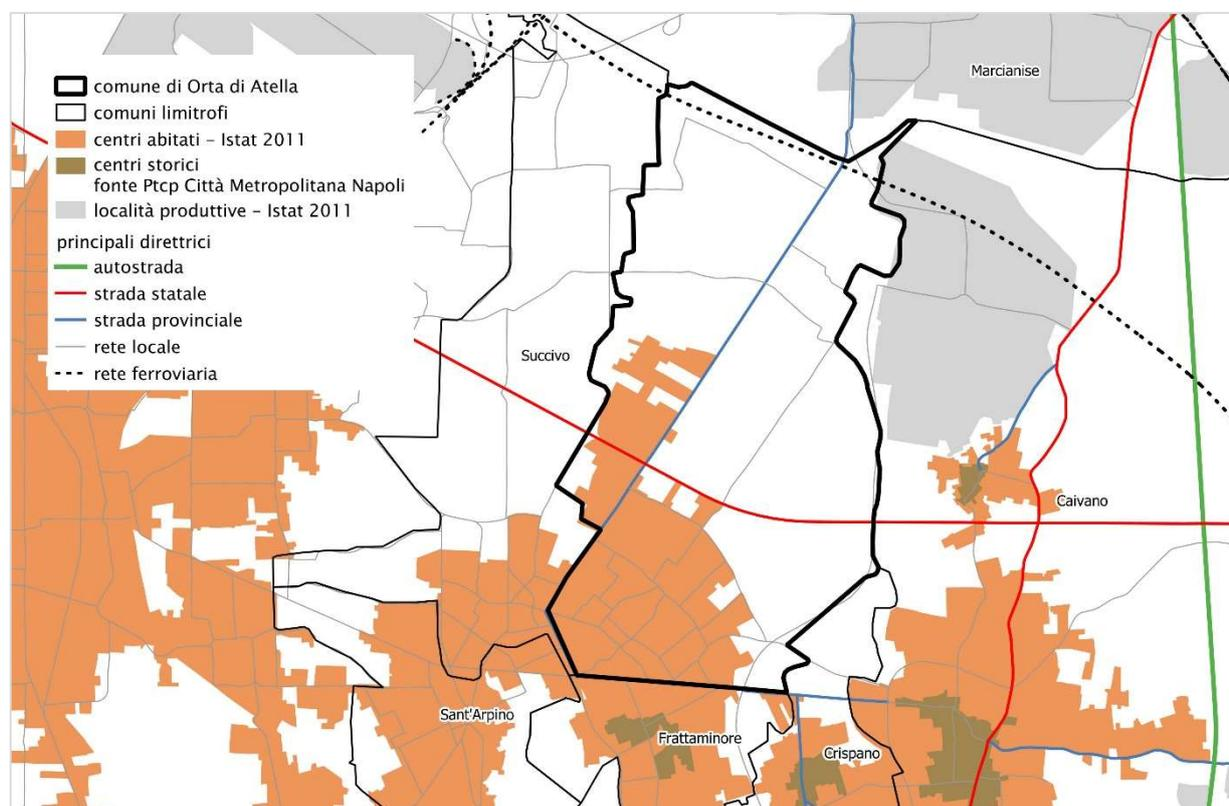 comune di Orta di Atella
comuni limitrofi
centri abitati - Istat 2011
centri storici
fonte Ptcp Città Metropolitana Napoli
località produttive - Istat 2011
principali direttrici
autostrada
strada statale
strada provinciale
rete locale
rete ferroviaria
Marcianise
Succivo
Caivano
Sant'Arpino
Frattaminore
Crispano